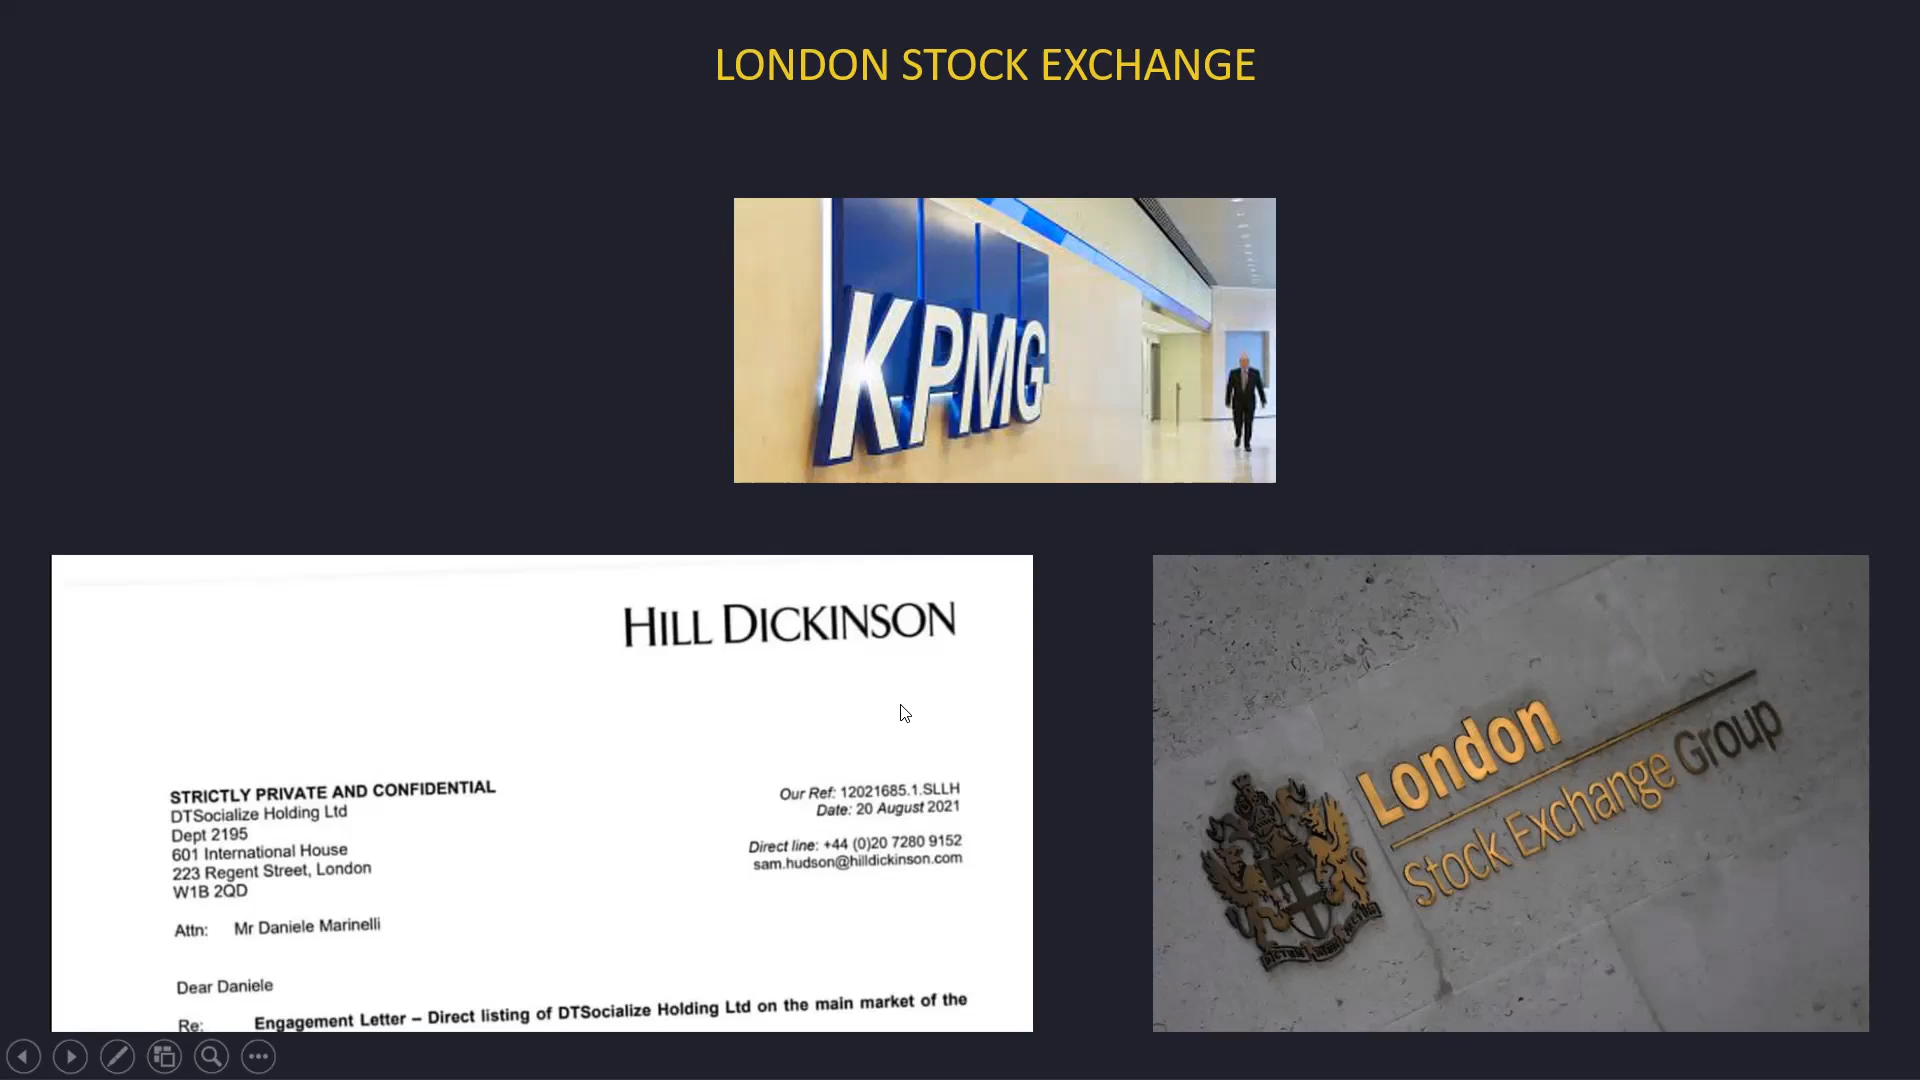 LONDON STOCK EXCHANGE
KPMG
HILL DICKINSON
STRICTLY PRIVATE AND CONFIDENTIAL
DTSocialize Holding Ltd
Dept 2195
601 International House
223 Regent Street, London
W1B 2QD
Our Ref: 12021685.1.SLLH
Date: 20 August 2021
Direct line: +44 (0)20 7280 9152
sam.hudson@hilldickinson.com
Attn: Mr Daniele Marinelli
Dear Daniele
Re: Engagement Letter – Direct listing of DTSocialize Holding Ltd on the main market of the
London
Stock Exchange Group